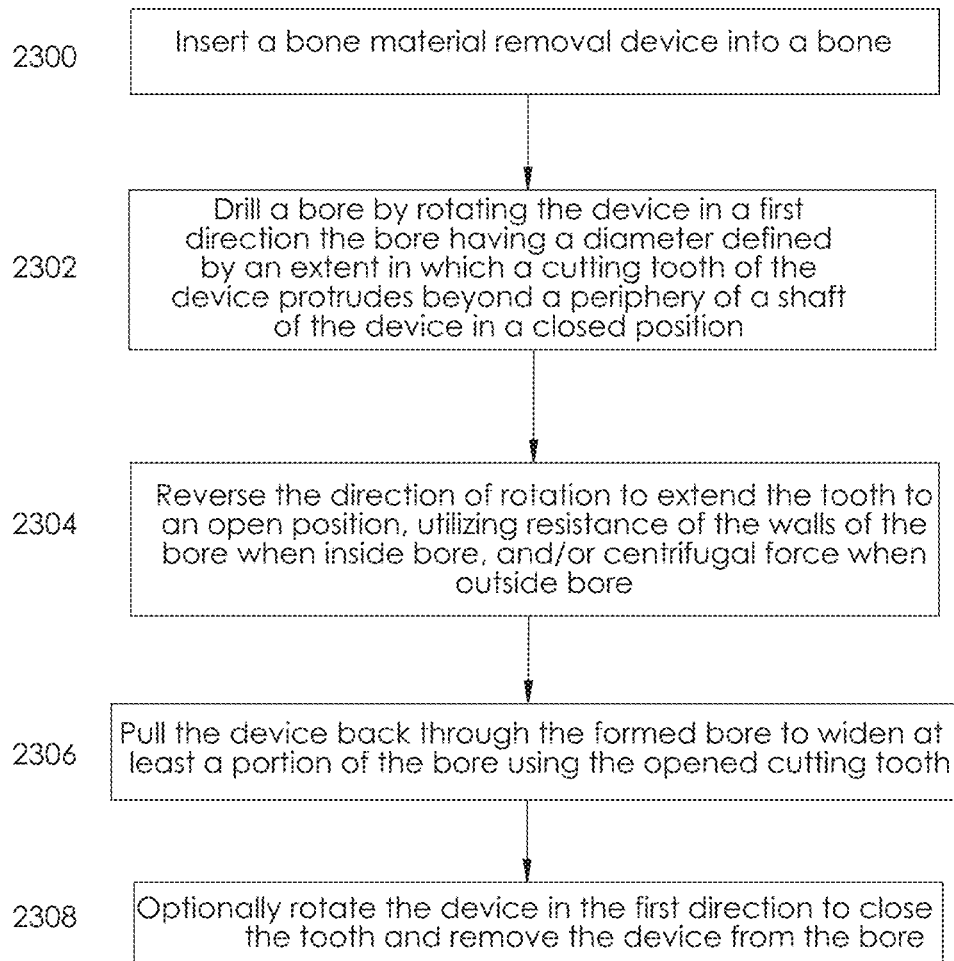 2300
Insert a bone material removal device into a bone
2302
Drill a bore by rotating the device in a first
direction the bore having a diameter defined
by an extent in which a cutting tooth of the
device protrudes beyond a periphery of a shaft
of the device in a closed position
2304
Reverse the direction of rotation to extend the tooth to
an open position, utilizing resistance of the walls of the
bore when inside bore, and/or centrifugal force when
outside bore
2306
Pull the device back through the formed bore to widen at
least a portion of the bore using the opened cutting tooth
2308
Optionally rotate the device in the first direction to close
the tooth and remove the device from the bore